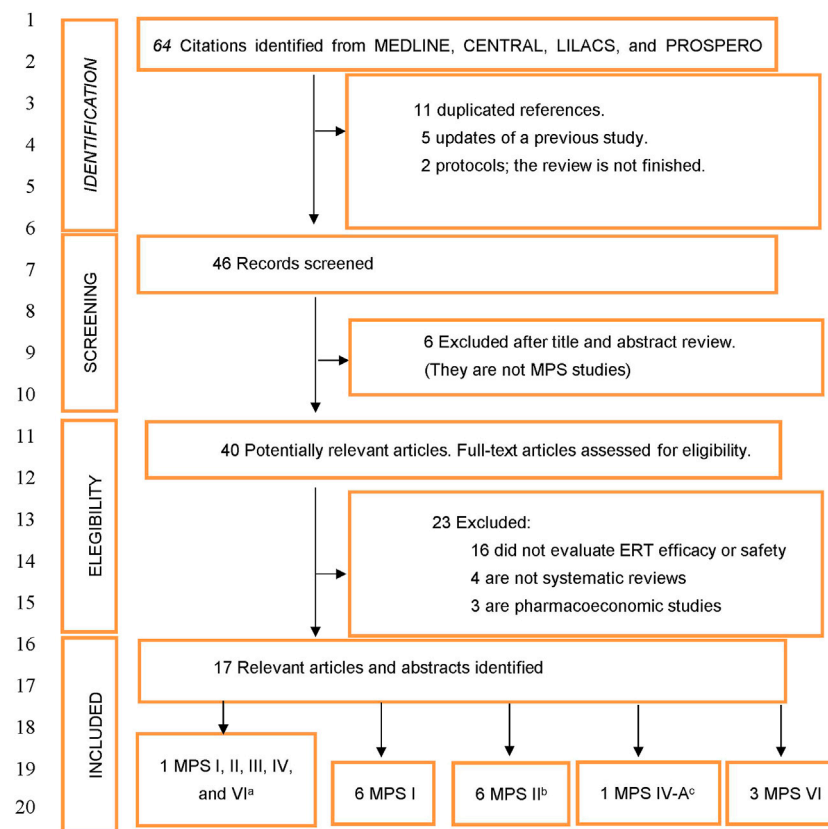 1
2
3
4
5
6
7
8
9
10
11
12
13
14
15
16
17
18
19
20
IDENTIFICATION
64 Citations identified from MEDLINE, CENTRAL, LILACS, and PROSPERO
11 duplicated references.
5 updates of a previous study.
2 protocols; the review is not finished.
SCREENING
46 Records screened
6 Excluded after title and abstract review.
(They are not MPS studies)
ELEGIBILITY
40 Potentially relevant articles. Full-text articles assessed for eligibility.
23 Excluded:
16 did not evaluate ERT efficacy or safety
4 are not systematic reviews
3 are pharmacoeconomic studies
INCLUDED
17 Relevant articles and abstracts identified
1 MPS I, II, III, IV,
and VIᵃ
6 MPS I
6 MPS IIᵇ
1 MPS IV-Aᶜ
3 MPS VI